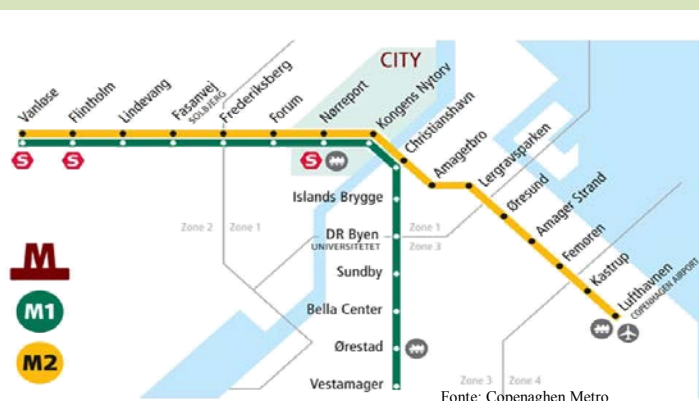 CITY
Vanløse
Flintholm
Lindevang
Fasanvej
SOLBJERG
Frederiksberg
Forum
Nørreport
Kongens Nytorv
Christianshavn
Amagerbro
Lergravsparken
Øresund
Amager Strand
Femøren
Kastrup
Lufthavnen
COPENHAGEN AIRPORT
S
S
S
Islands Brygge
Zone 2
Zone 1
DR Byen
UNIVERSITETET
Zone 1
Zone 3
Sundby
Bella Center
Ørestad
Vestamager
M
M1
M2
Zone 3
Zone 4
Fonte: Copenaghen Metro